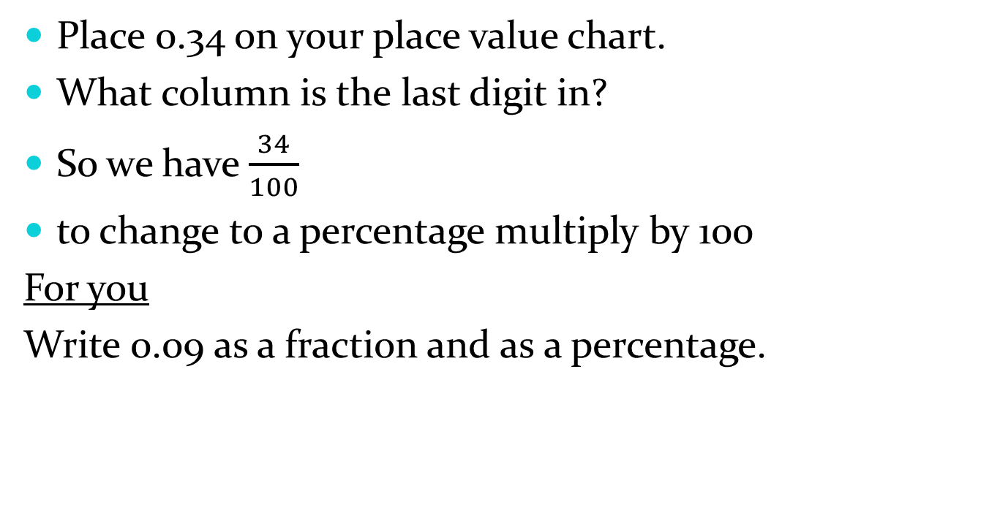 • Place 0.34 on your place value chart.
• What column is the last digit in?
• So we have 34/100
• to change to a percentage multiply by 100
For you
Write 0.09 as a fraction and as a percentage.